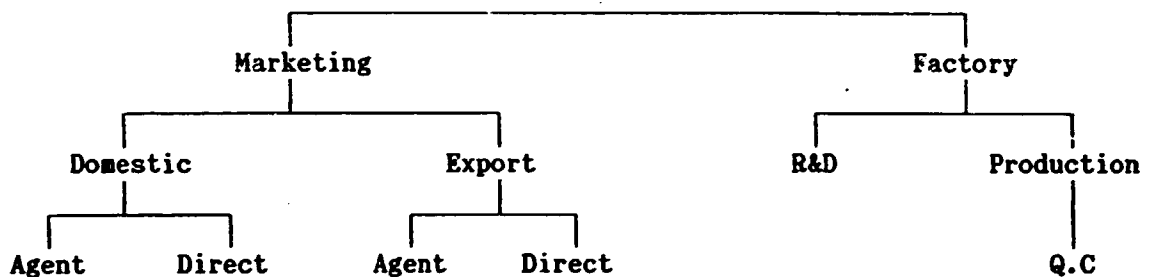 Marketing Factory
Domestic Export R&D Production
Agent Direct Agent Direct Q.C